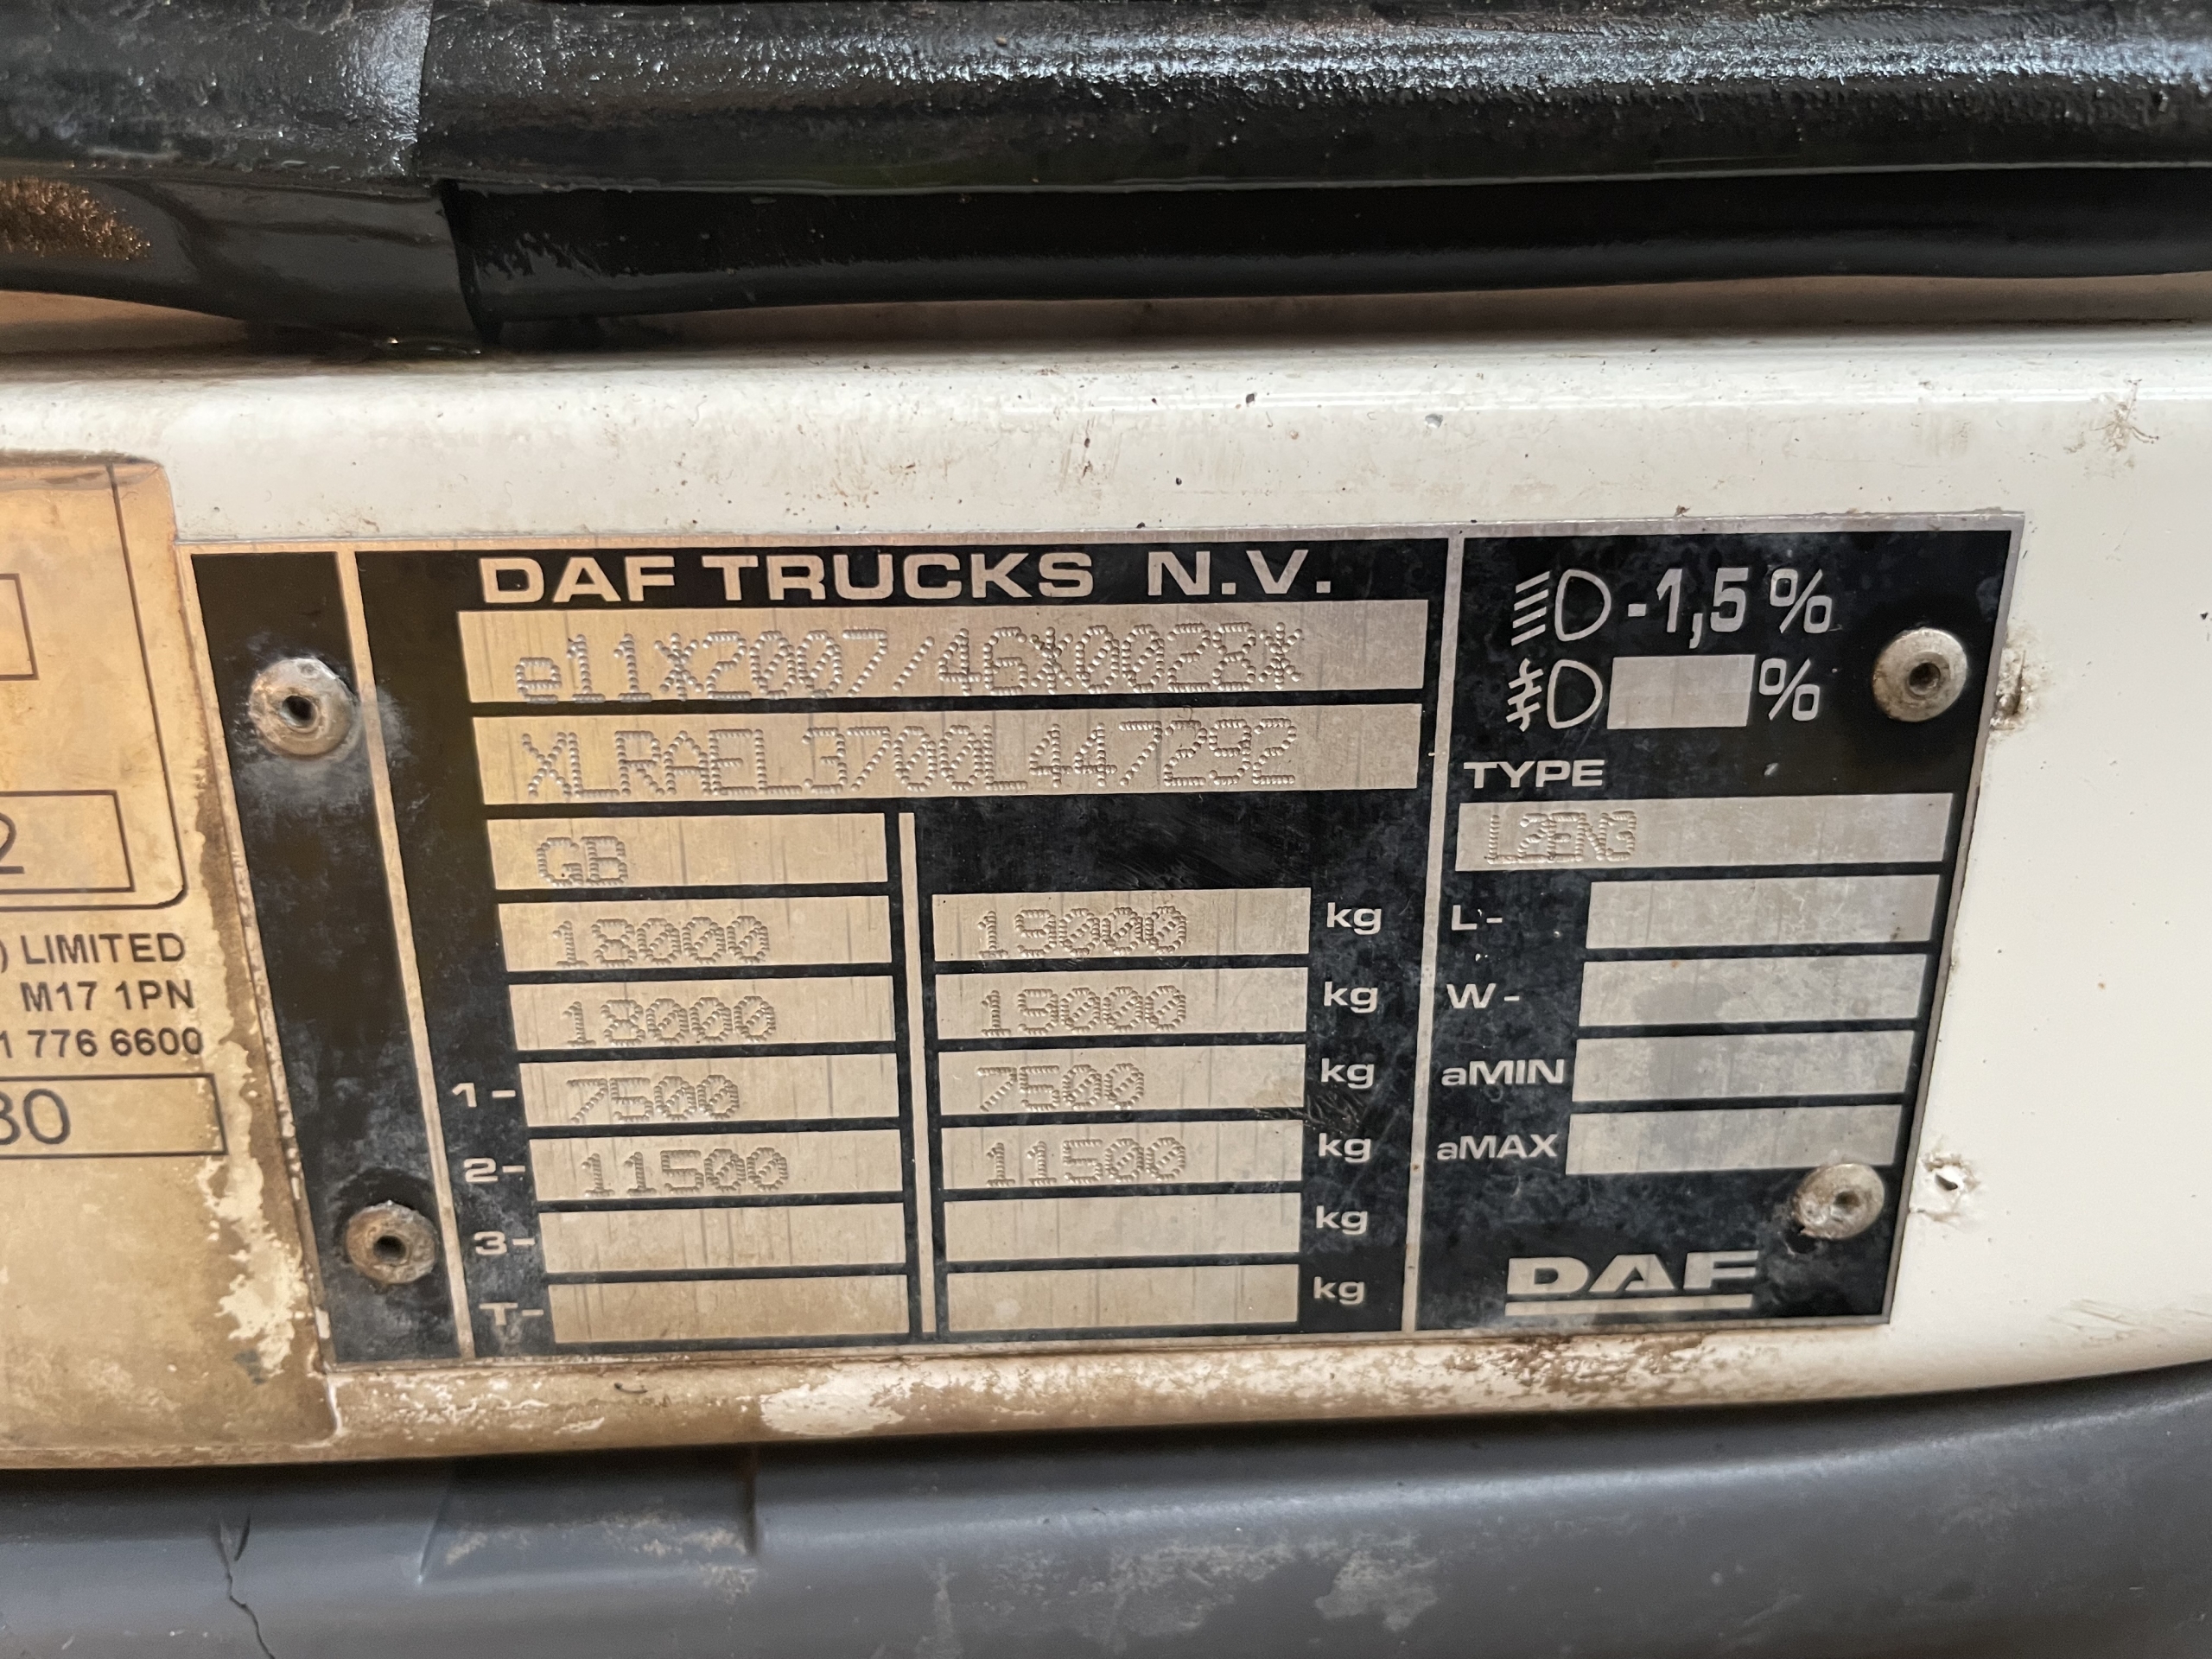 DAF TRUCKS N.V.
e11*2007/46*0028*
XLRAEL3700L447292
GB
18000 19000 kg
18000 19000 kg
1- 7500 7500 kg
2- 11500 11500 kg
3- kg
T- kg
-1,5 %
%
TYPE
L3EN3
L-
W-
aMIN
aMAX
DAF
2
) LIMITED
M17 1PN
1 776 6600
80